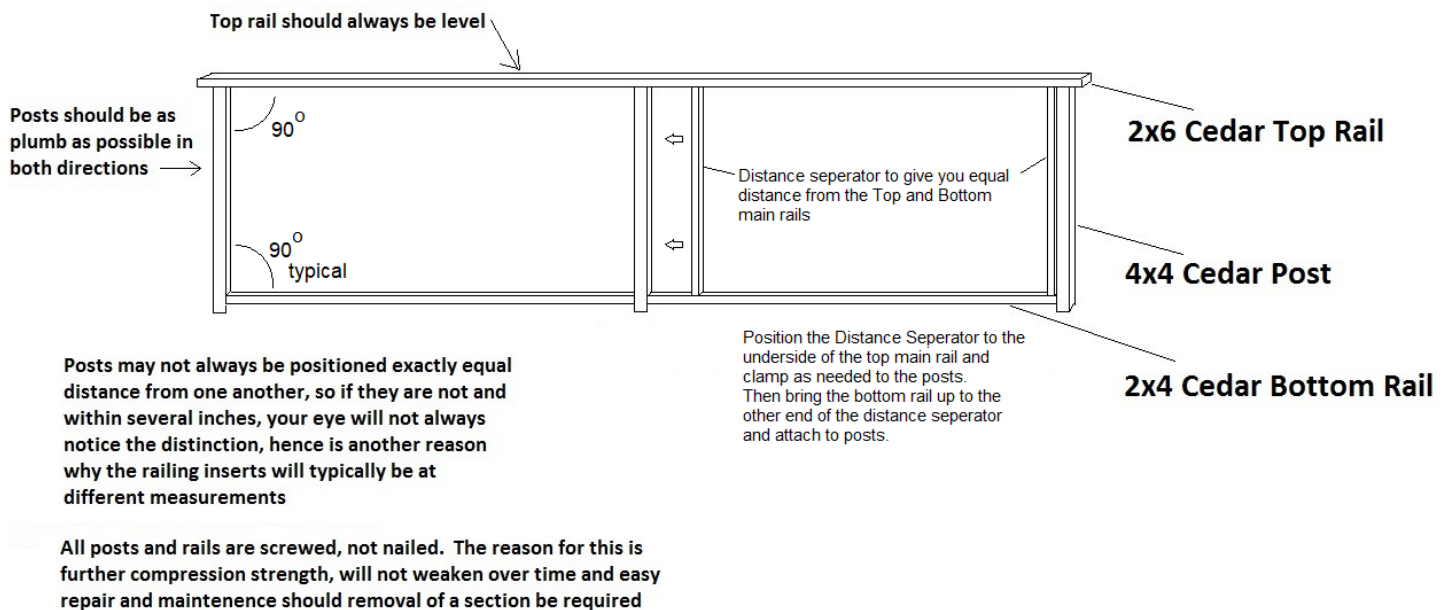 Top rail should always be level
Posts should be as
plumb as possible in
both directions
90°
2x6 Cedar Top Rail
Distance seperator to give you equal
distance from the Top and Bottom
main rails
90°
typical
4x4 Cedar Post
Position the Distance Seperator to the
underside of the top main rail and
clamp as needed to the posts.
Then bring the bottom rail up to the
other end of the distance seperator
and attach to posts.
2x4 Cedar Bottom Rail
Posts may not always be positioned exactly equal
distance from one another, so if they are not and
within several inches, your eye will not always
notice the distinction, hence is another reason
why the railing inserts will typically be at
different measurements
All posts and rails are screwed, not nailed.  The reason for this is
further compression strength, will not weaken over time and easy
repair and maintenence should removal of a section be required